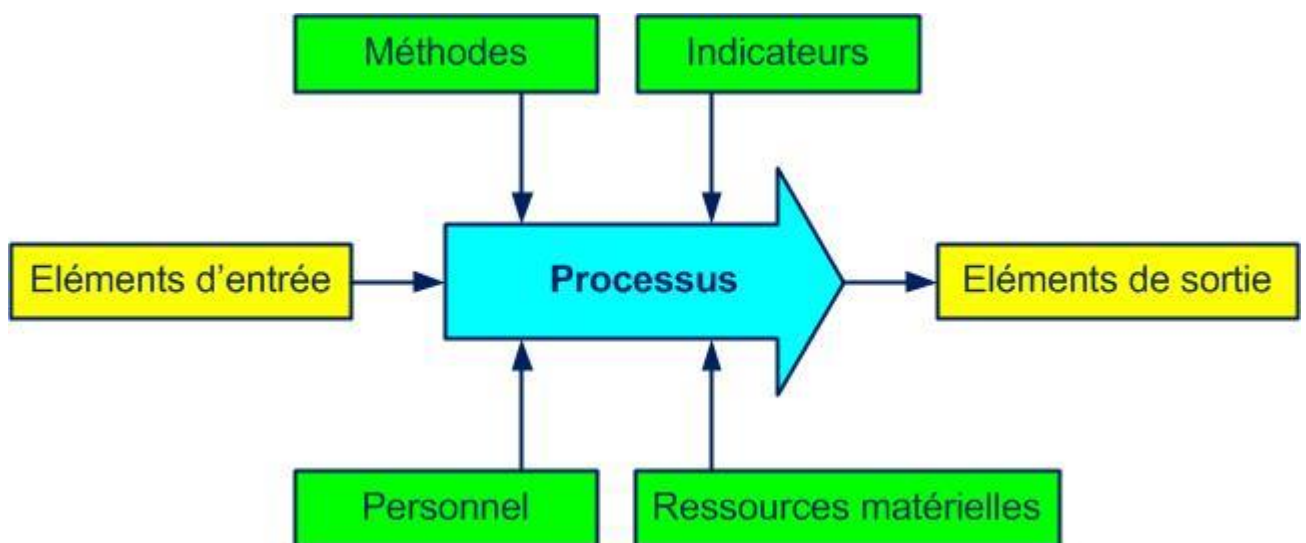 Méthodes
Indicateurs
Eléments d'entrée
Processus
Eléments de sortie
Personnel
Ressources matérielles